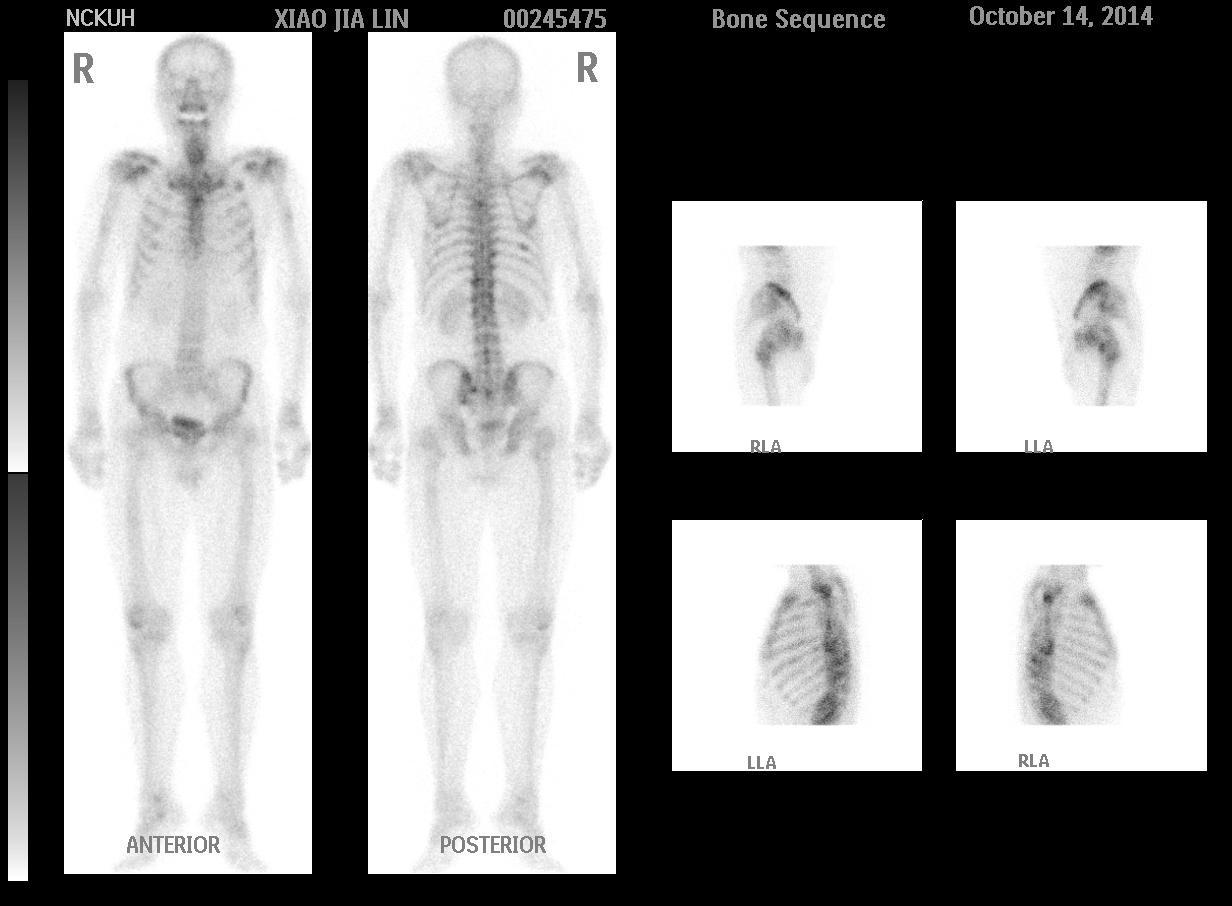 NCKUH XIAO JIA LIN 00245475 Bone Sequence October 14, 2014
R R
RLA LLA
LLA RLA
ANTERIOR POSTERIOR